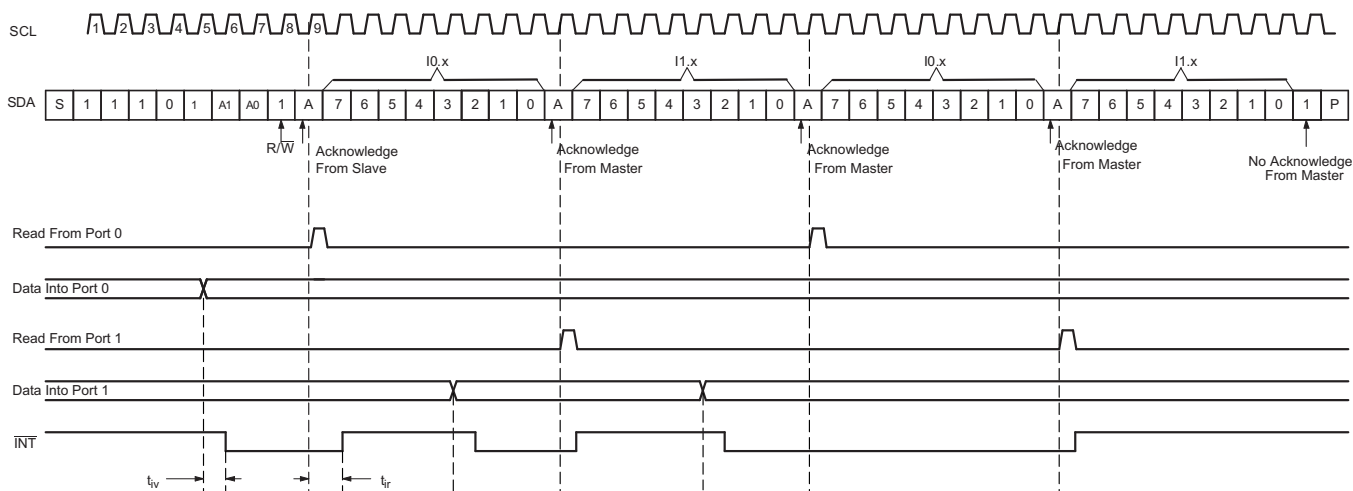 SCL 1 2 3 4 5 6 7 8 9
I0.x I1.x I0.x I1.x
SDA S 1 1 1 0 1 A1 A0 1 A 7 6 5 4 3 2 1 0 A 7 6 5 4 3 2 1 0 A 7 6 5 4 3 2 1 0 A 7 6 5 4 3 2 1 0 1 P
R/W̅
Acknowledge
From Slave
Acknowledge
From Master
Acknowledge
From Master
Acknowledge
From Master
No Acknowledge
From Master
Read From Port 0
Data Into Port 0
Read From Port 1
Data Into Port 1
I̅N̅T̅
tiv tir